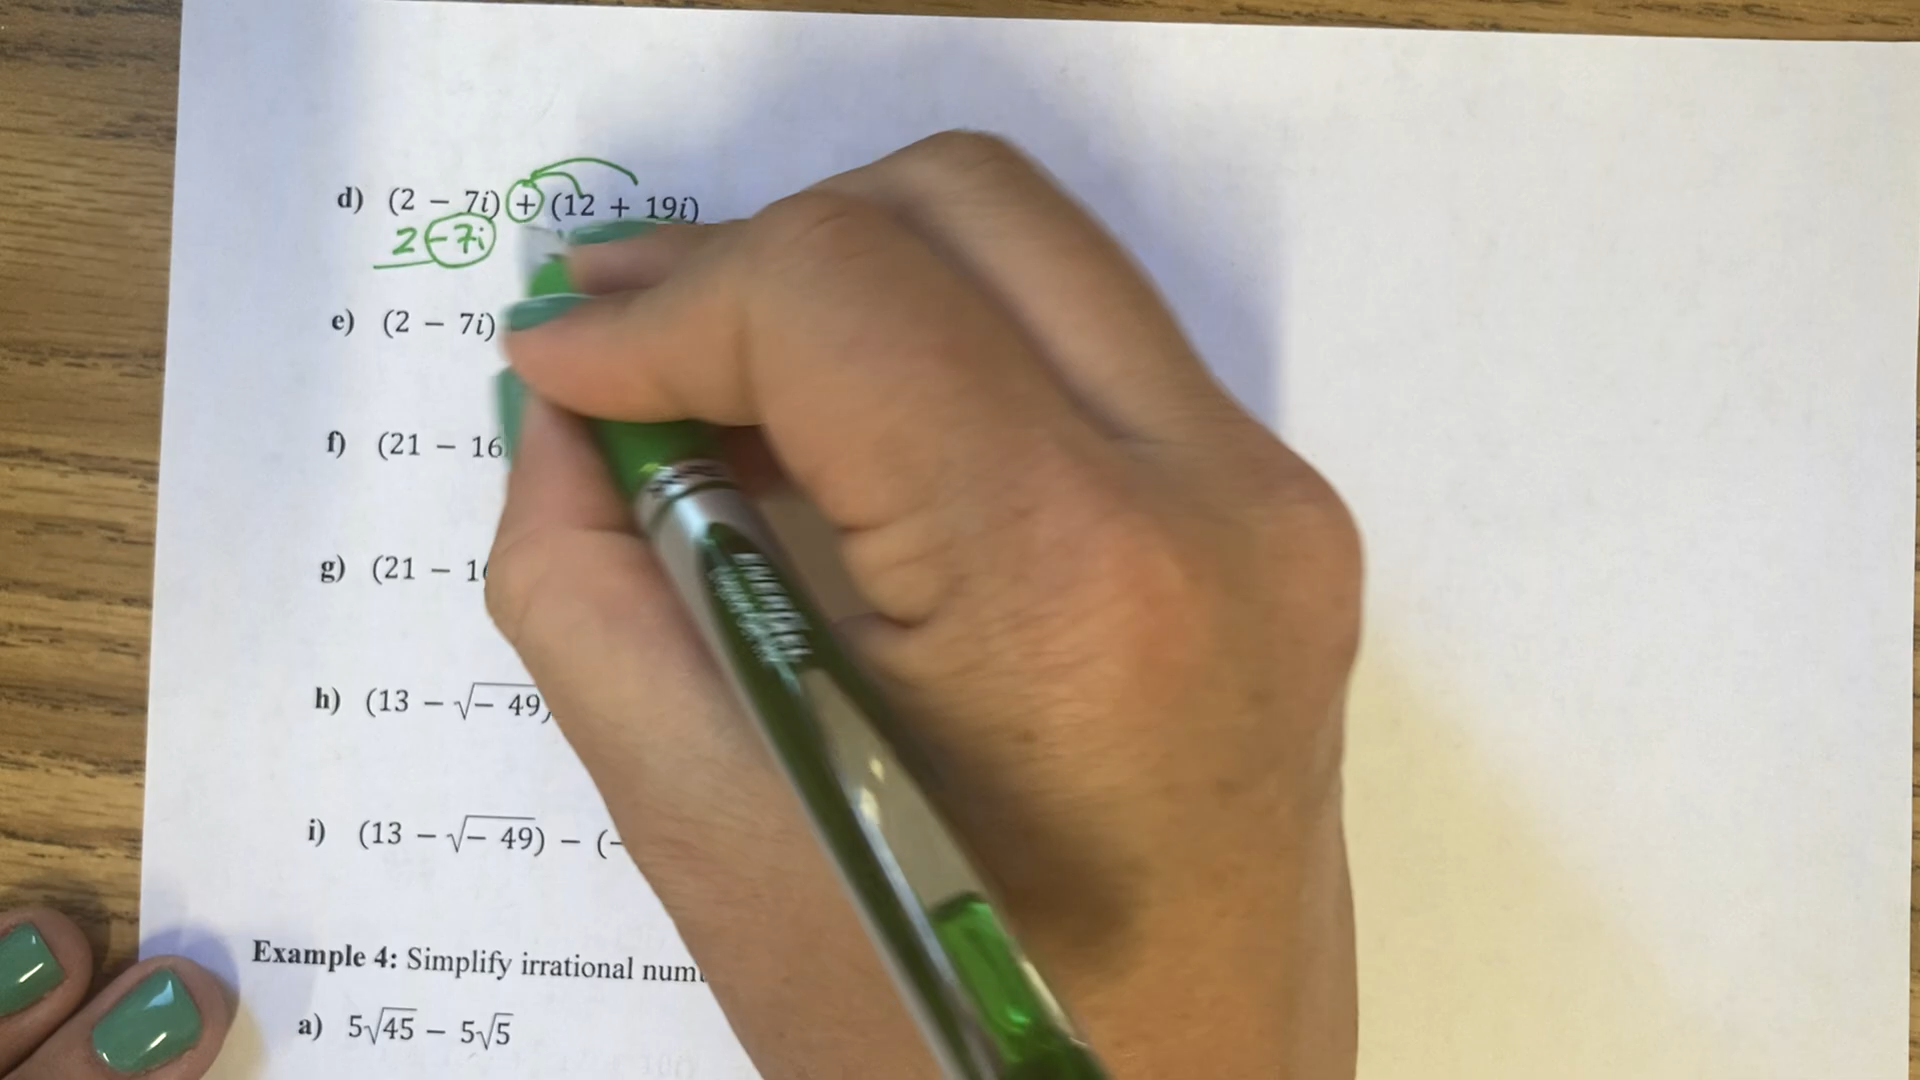 d) (2 − 7i) + (12 + 19i)
2 −7i
e) (2 − 7i)
f) (21 − 16
g) (21 − 1
h) (13 − √− 49)
i) (13 − √− 49) − (−
Example 4: Simplify irrational
a) 5√45 − 5√5
ENERGEL